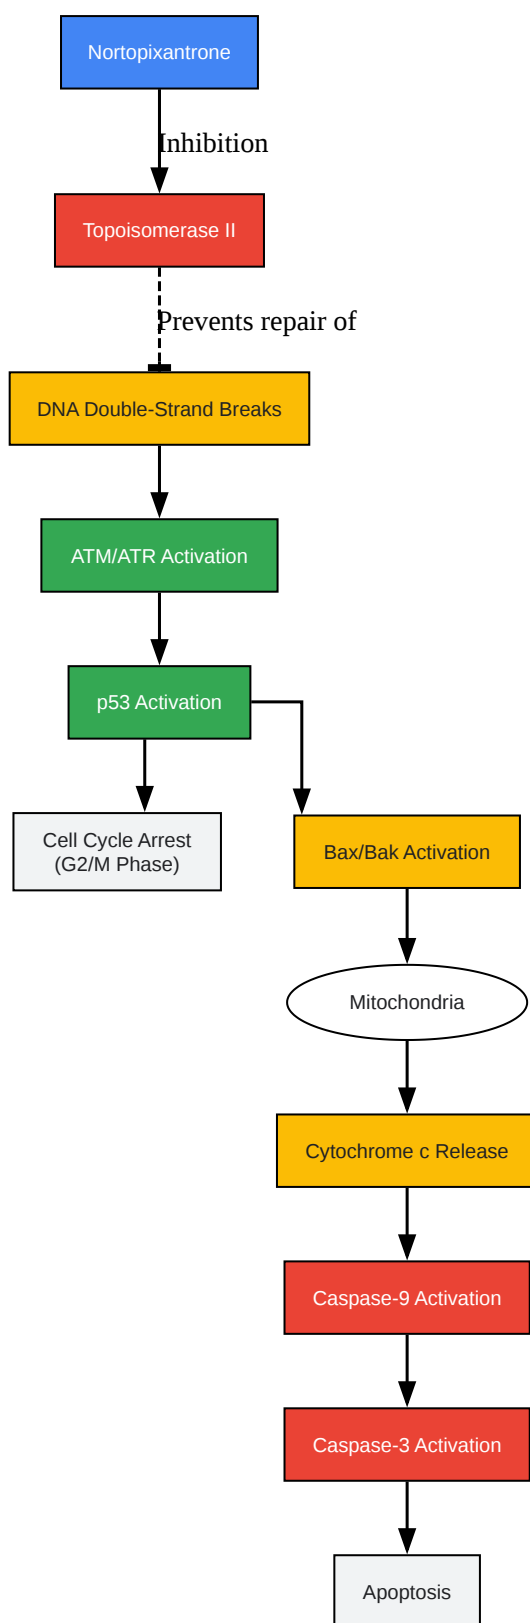 Nortopixantrone
Inhibition
Topoisomerase II
Prevents repair of
DNA Double-Strand Breaks
ATM/ATR Activation
p53 Activation
Cell Cycle Arrest
(G2/M Phase)
Bax/Bak Activation
Mitochondria
Cytochrome c Release
Caspase-9 Activation
Caspase-3 Activation
Apoptosis